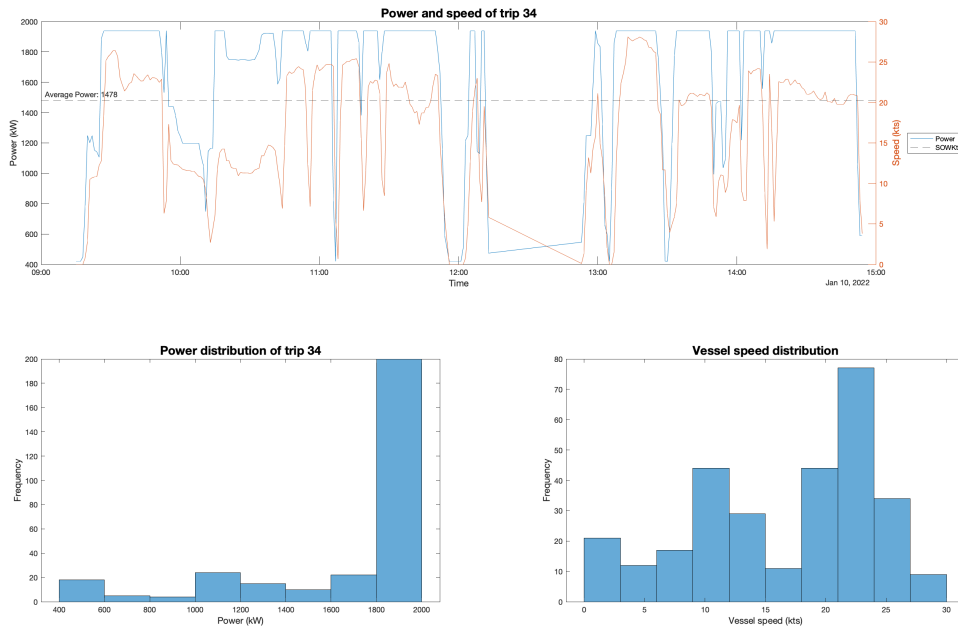 Power and speed of trip 34
2000
1800
1600
1400
1200
1000
800
600
400
Power (kW)
Average Power: 1478
30
25
20
15
10
5
0
Speed (kts)
Power
SOWKt
09:00 10:00 11:00 12:00 13:00 14:00 15:00
Time
Jan 10, 2022
Power distribution of trip 34
200
180
160
140
120
100
80
60
40
20
0
Frequency
400 600 800 1000 1200 1400 1600 1800 2000
Power (kW)
Vessel speed distribution
80
70
60
50
40
30
20
10
0
Frequency
0 5 10 15 20 25 30
Vessel speed (kts)